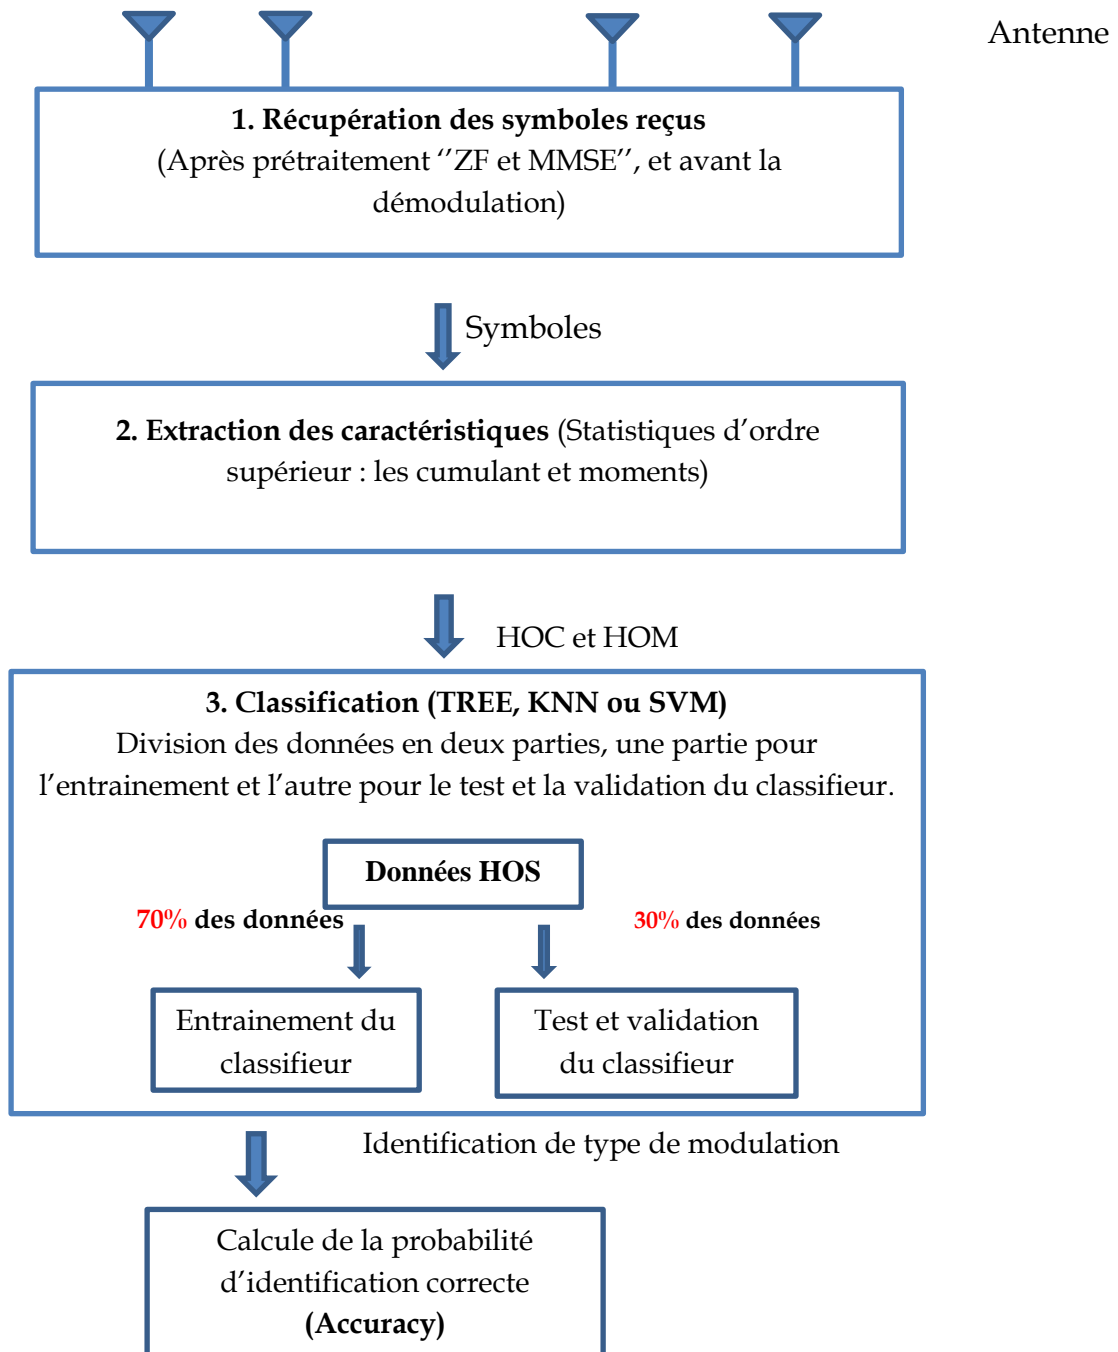 Antenne
1. Récupération des symboles reçus
(Après prétraitement ‘’ZF et MMSE’’, et avant la
démodulation)
Symboles
2. Extraction des caractéristiques (Statistiques d’ordre
supérieur : les cumulant et moments)
HOC et HOM
3. Classification (TREE, KNN ou SVM)
Division des données en deux parties, une partie pour
l’entrainement et l’autre pour le test et la validation du classifieur.
Données HOS
70% des données
30% des données
Entrainement du
classifieur
Test et validation
du classifieur
Identification de type de modulation
Calcule de la probabilité
d’identification correcte
(Accuracy)